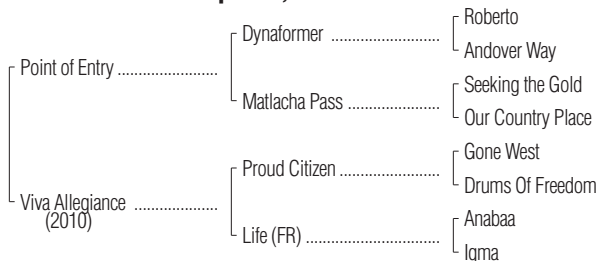 Roberto
Dynaformer ..............................
Andover Way
Point of Entry ............................
Seeking the Gold
Matlacha Pass ..........................
Our Country Place
Gone West
Proud Citizen ............................
Drums Of Freedom
Viva Allegiance .......................
(2010)
Anabaa
Life (FR) ....................................
Iqma